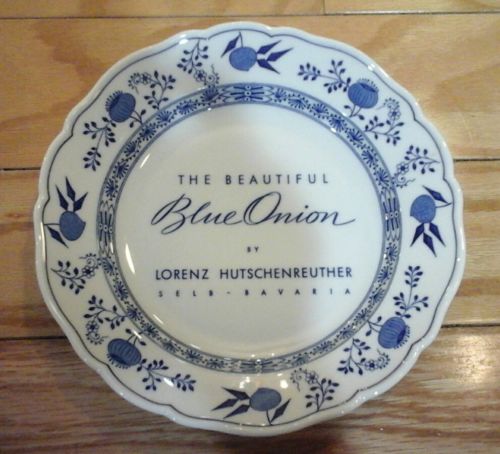 THE BEAUTIFUL
Blue Onion
BY
LORENZ HUTSCHENREUTHER
SELB-BAVARIA